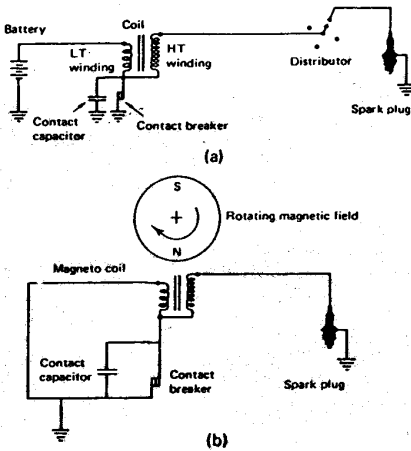 Coil
Battery
LT
winding
HT
winding
Distributor
Spark plug
Contact
capacitor
Contact breaker
(a)
S
Rotating magnetic field
N
Magneto coil
Contact
capacitor
Contact
breaker
Spark plug
(b)